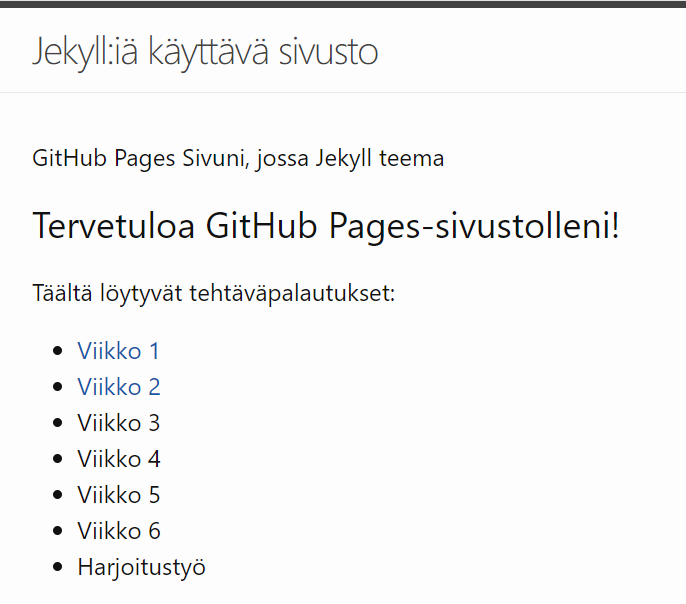 Jekyll:iä käyttävä sivusto
GitHub Pages Sivuni, jossa Jekyll teema
Tervetuloa GitHub Pages-sivustolleni!
Täältä löytyvät tehtäväpalautukset:
Viikko 1
Viikko 2
Viikko 3
Viikko 4
Viikko 5
Viikko 6
Harjoitustyö